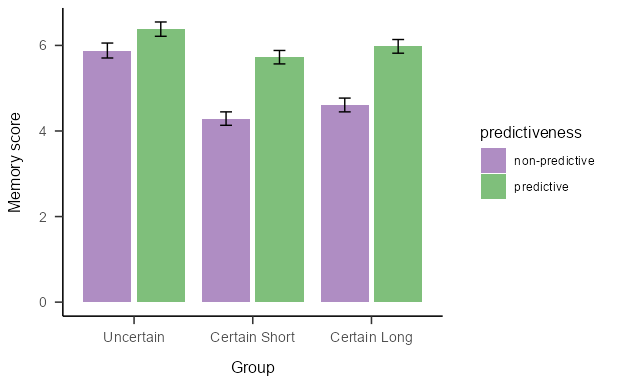 6
4
2
0
Memory score
Uncertain
Certain Short
Certain Long
Group
predictiveness
non-predictive
predictive